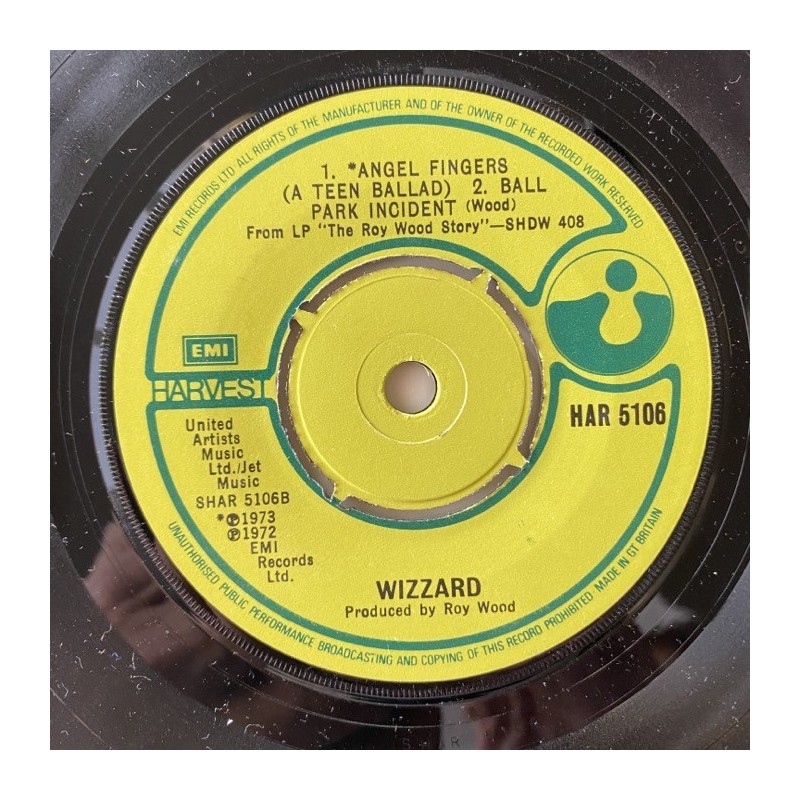 EMI RECORDS LTD ALL RIGHTS OF THE MANUFACTURER AND OF THE OWNER OF THE RECORDED WORK RESERVED
1. *ANGEL FINGERS
(A TEEN BALLAD) 2. BALL
PARK INCIDENT (Wood)
From LP "The Roy Wood Story"—SHDW 408
EMI
HARVEST
HAR 5106
United
Artists
Music
Ltd./Jet
Music
SHAR 5106B
*℗1973
℗1972
EMI
Records
Ltd.
WIZZARD
Produced by Roy Wood
UNAUTHORISED PUBLIC PERFORMANCE BROADCASTING AND COPYING OF THIS RECORD PROHIBITED MADE IN GT BRITAIN